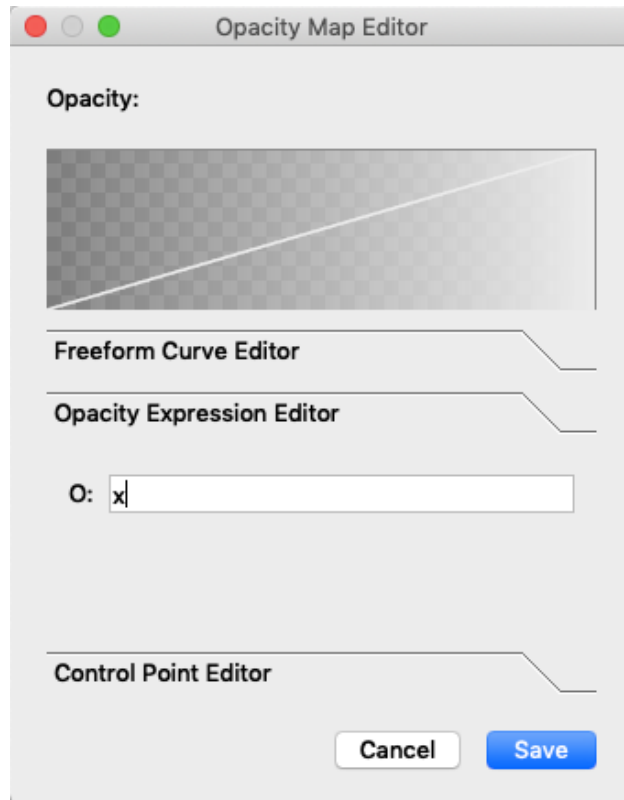 Opacity Map Editor
Opacity:
Freeform Curve Editor
Opacity Expression Editor
O: x
Control Point Editor
Cancel Save